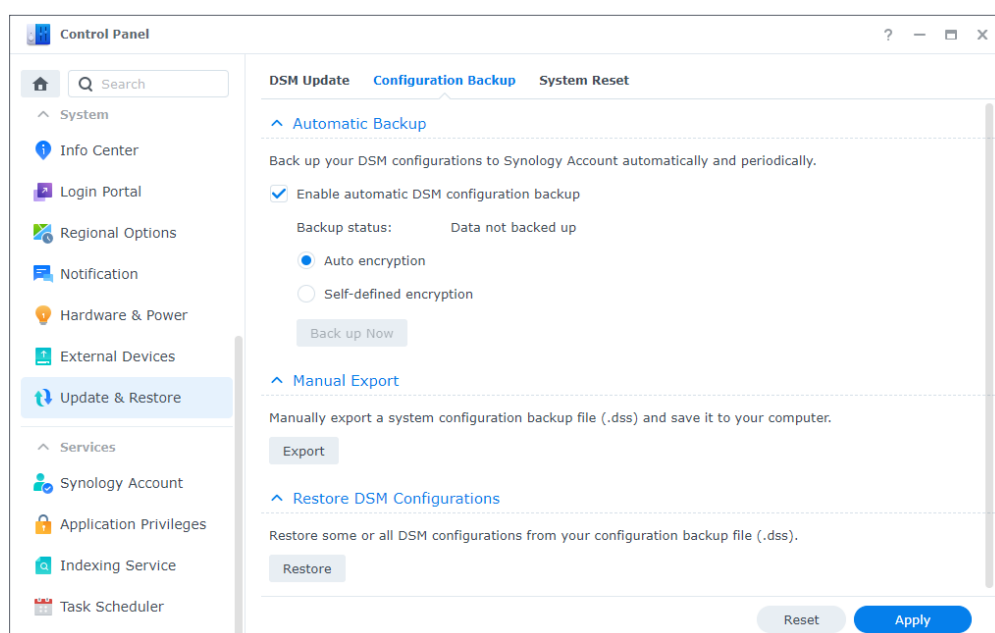 Control Panel
?
Search
DSM Update Configuration Backup System Reset
System
Info Center
Login Portal
Regional Options
Notification
Hardware & Power
External Devices
Update & Restore
Services
Synology Account
Application Privileges
Indexing Service
Task Scheduler
Automatic Backup
Back up your DSM configurations to Synology Account automatically and periodically.
Enable automatic DSM configuration backup
Backup status: Data not backed up
Auto encryption
Self-defined encryption
Back up Now
Manual Export
Manually export a system configuration backup file (.dss) and save it to your computer.
Export
Restore DSM Configurations
Restore some or all DSM configurations from your configuration backup file (.dss).
Restore
Reset Apply